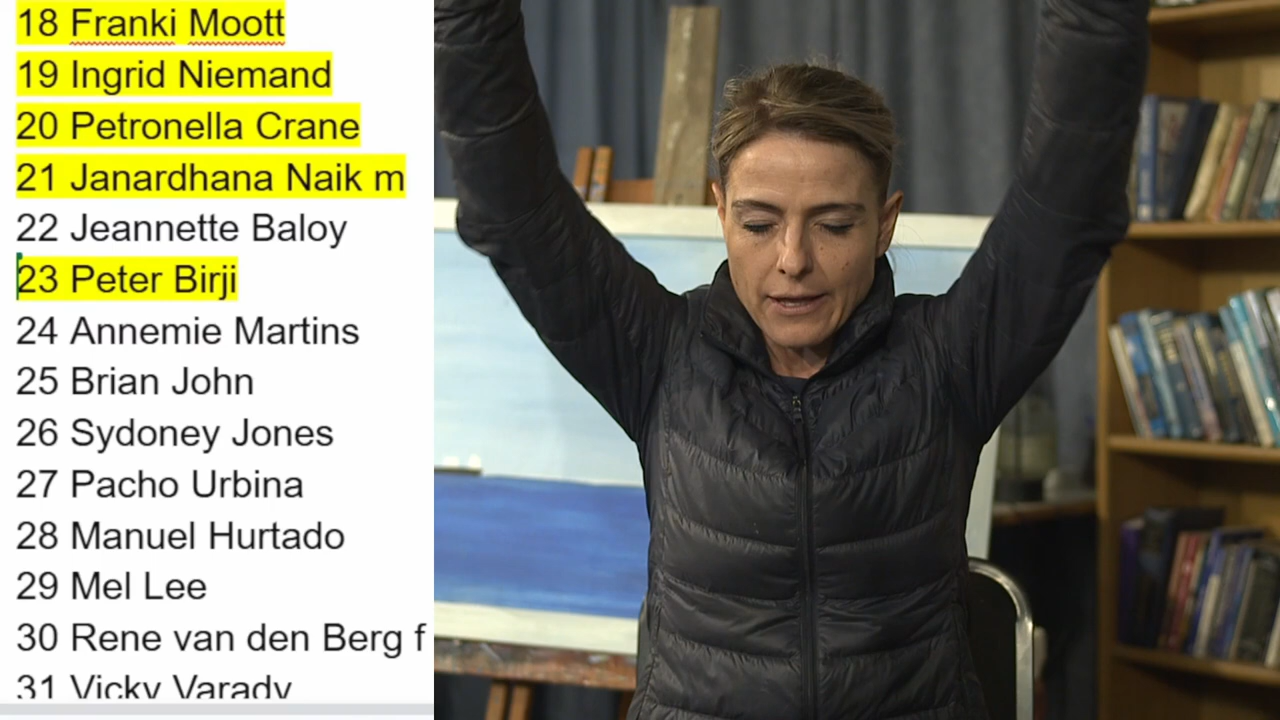 18 Franki Moott
19 Ingrid Niemand
20 Petronella Crane
21 Janardhana Naik m
22 Jeannette Baloy
23 Peter Birji
24 Annemie Martins
25 Brian John
26 Sydoney Jones
27 Pacho Urbina
28 Manuel Hurtado
29 Mel Lee
30 Rene van den Berg f
31 Vicky Varady